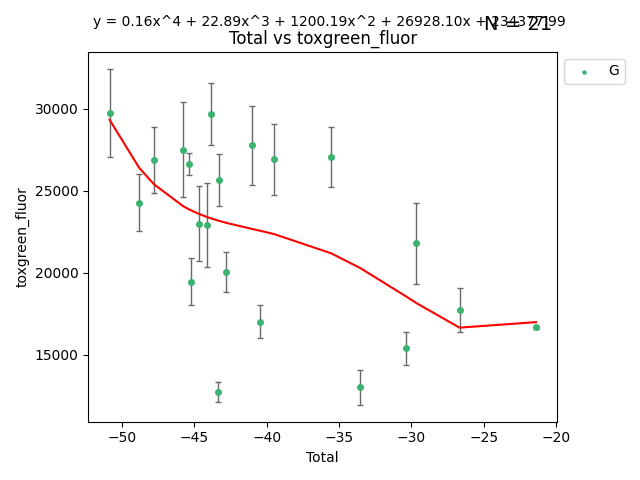 y = 0.16x^4 + 22.89x^3 + 1200.19x^2 + 26928.10x + 234377.99
N = 21
Total vs toxgreen_fluor
G
30000
25000
20000
15000
toxgreen_fluor
−50
−45
−40
−35
−30
−25
−20
Total